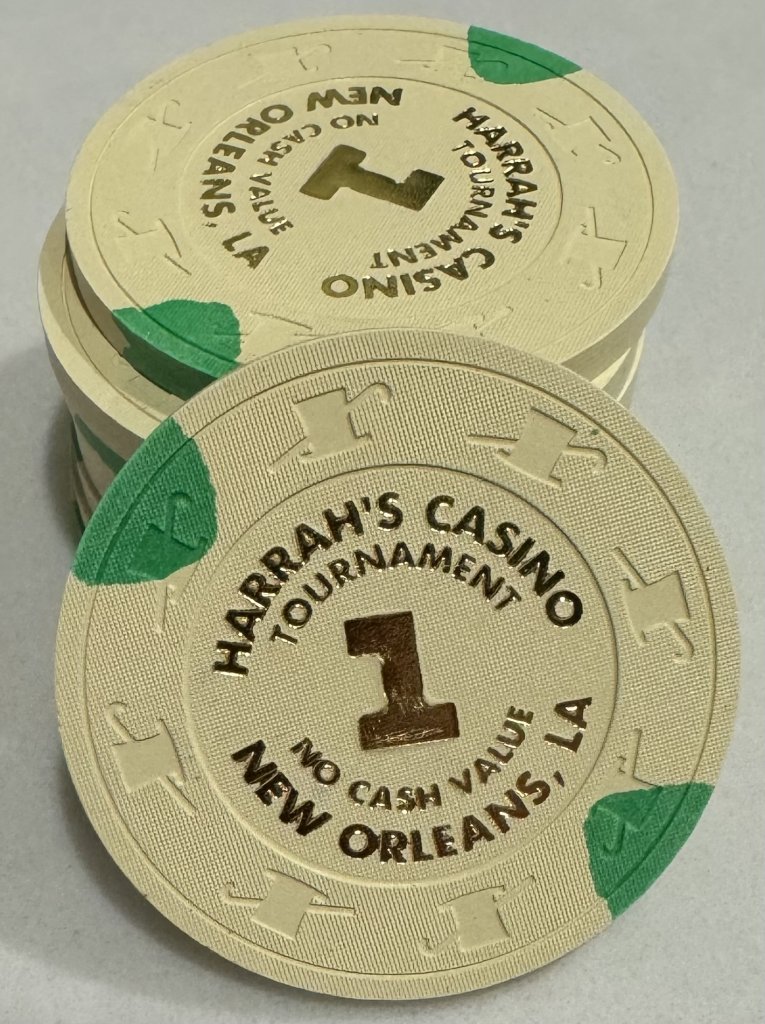 HARRAH'S CASINO
TOURNAMENT
1
NO CASH VALUE
NEW ORLEANS, LA
HARRAH'S CASINO
TOURNAMENT
1
NO CASH VALUE
NEW ORLEANS, LA